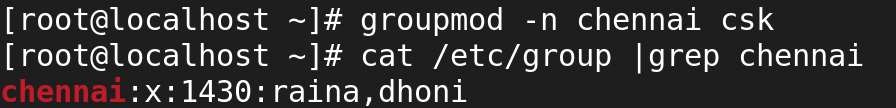 [root@localhost ~]# groupmod -n chennai csk
[root@localhost ~]# cat /etc/group |grep chennai
chennai:x:1430:raina,dhoni